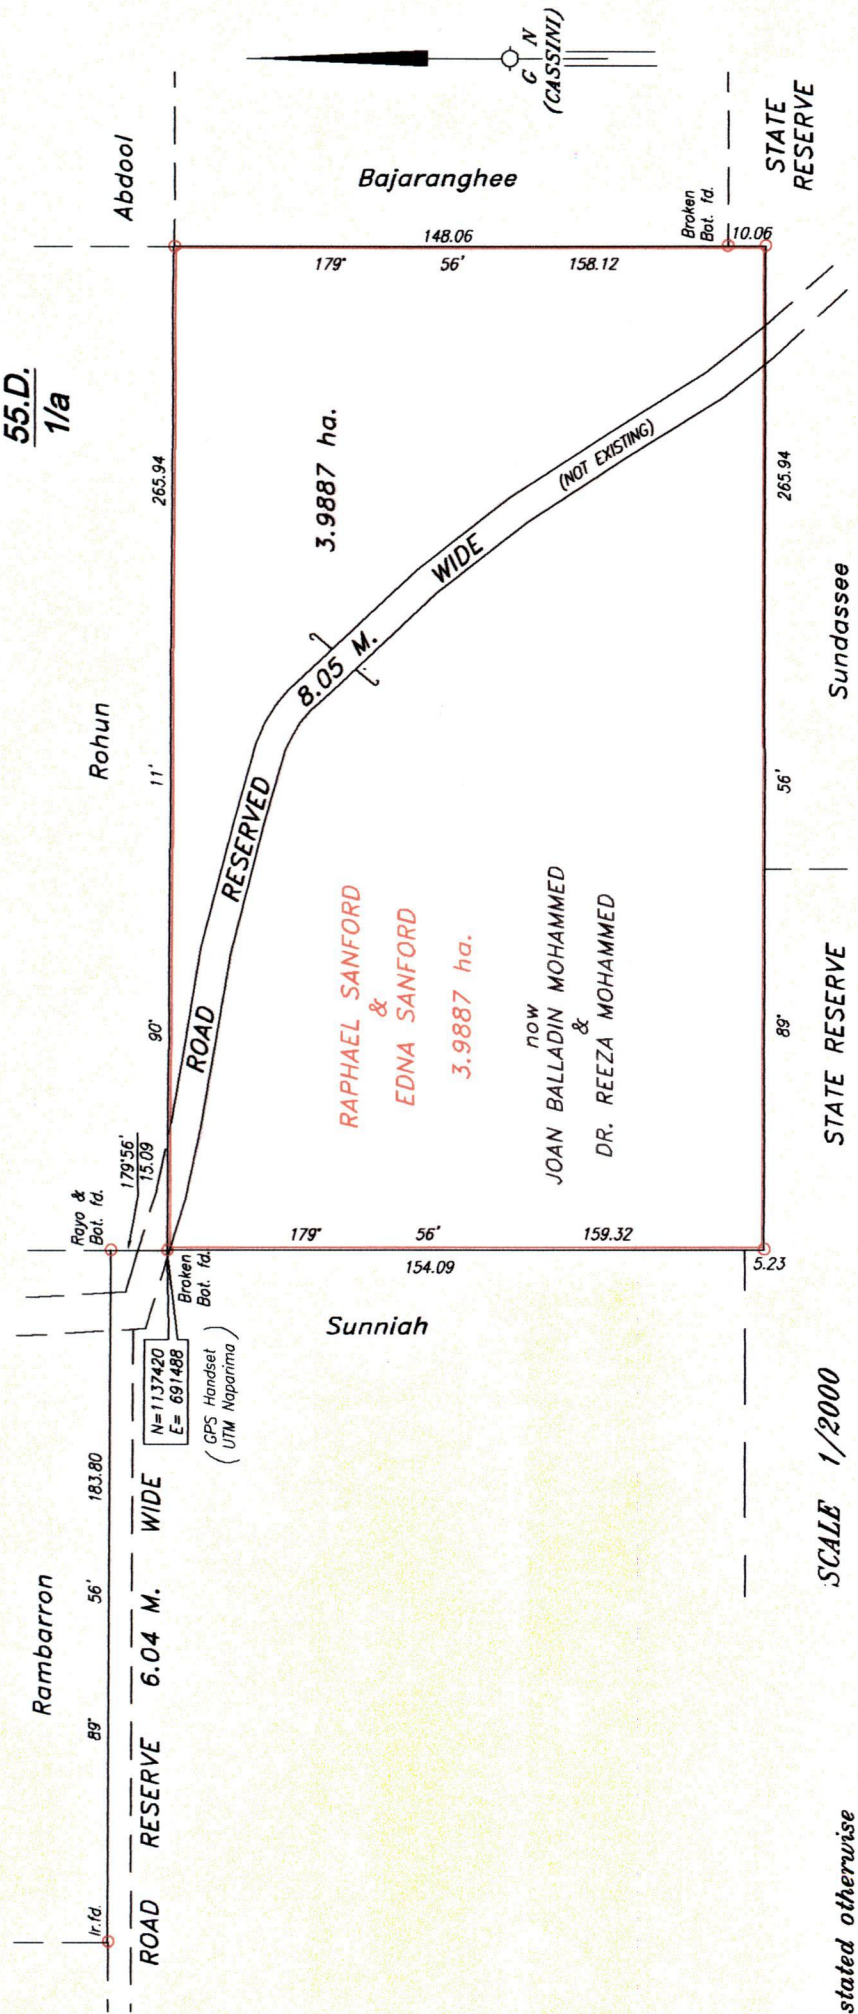 55.D.
1/a
G N
(CASSINI)
Abdool
Bajaranghee
STATE
RESERVE
Broken
Bot. fd.
10.06
148.06
179° 56' 158.12
Rohun
90° 11' 265.94
3.9887 ha.
ROAD RESERVED 8.05 M. WIDE
(NOT EXISTING)
RAPHAEL SANFORD
&
EDNA SANFORD
3.9887 ha.
now
JOAN BALLADIN MOHAMMED
&
DR. REEZA MOHAMMED
89° 56' 265.94
STATE RESERVE
Sundassee
Rayo &
Bot. fd.
179°56'
15.09
179° 56' 159.32
154.09
5.23
Broken
Bot. fd.
Sunniah
N=1137420
E= 691488
(GPS Handset
UTM Naparima)
Rambarron
Ir.fd.
89° 56' 183.80
ROAD RESERVE 6.04 M. WIDE
SCALE 1/2000
stated otherwise